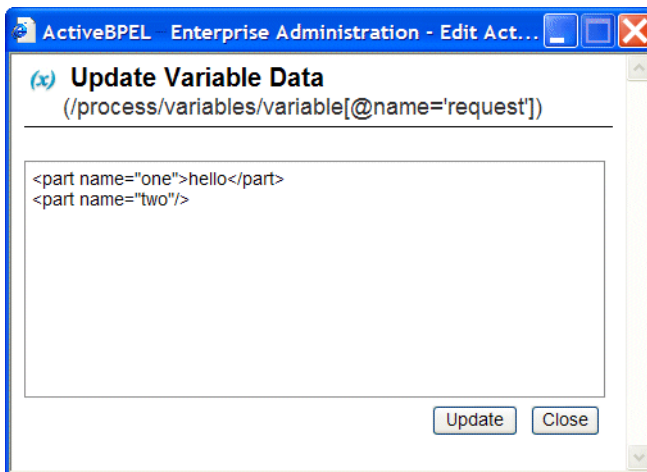 ActiveBPEL Enterprise Administration - Edit Act...
(x) Update Variable Data
(/process/variables/variable[@name='request'])
<part name="one">hello</part>
<part name="two"/>
Update Close